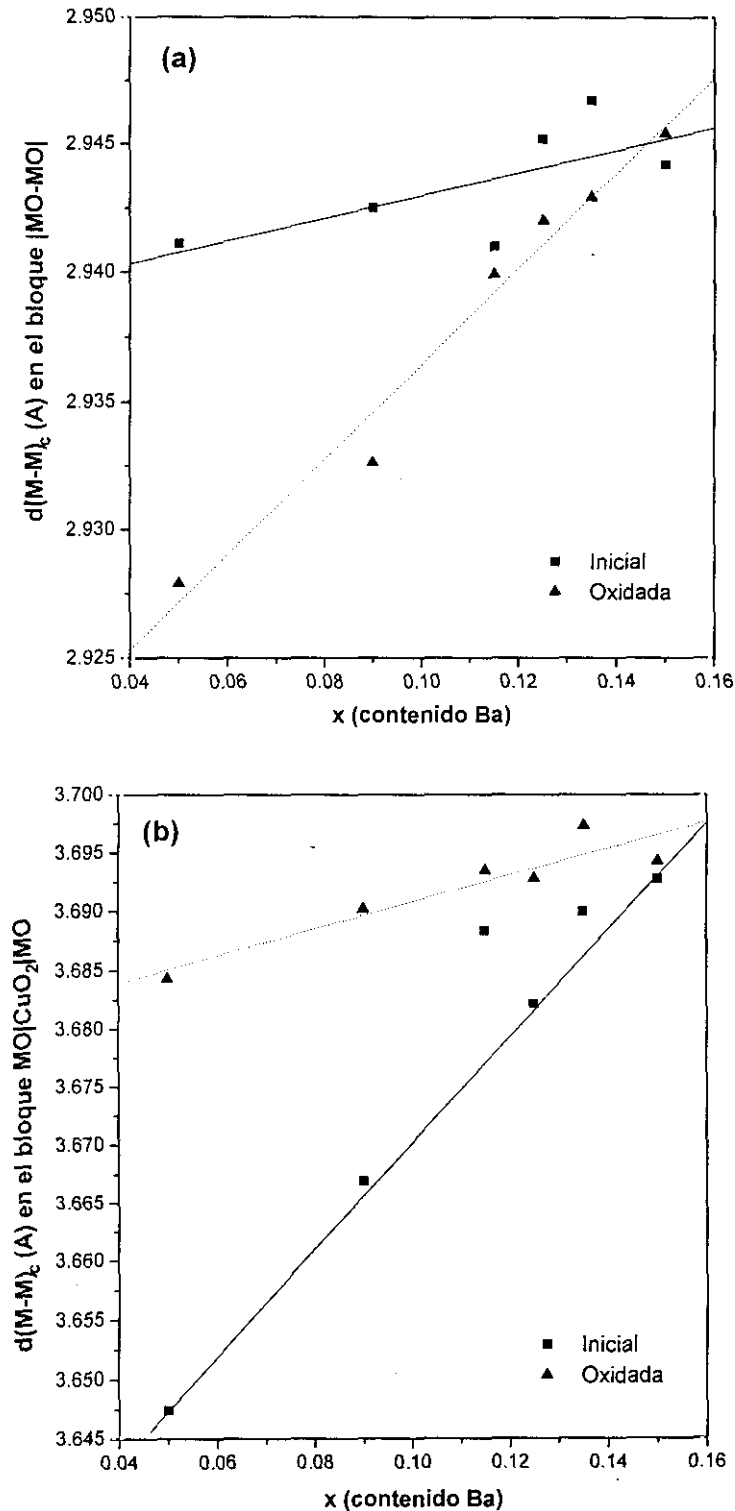 (a)
2.950
2.945
2.940
2.935
2.930
2.925
d(M-M)c (A) en el bloque |MO-MO|
■ Inicial
▲ Oxidada
0.04 0.06 0.08 0.10 0.12 0.14 0.16
x (contenido Ba)
(b)
3.700
3.695
3.690
3.685
3.680
3.675
3.670
3.665
3.660
3.655
3.650
3.645
d(M-M)c (A) en el bloque MO|CuO2|MO
■ Inicial
▲ Oxidada
0.04 0.06 0.08 0.10 0.12 0.14 0.16
x (contenido Ba)